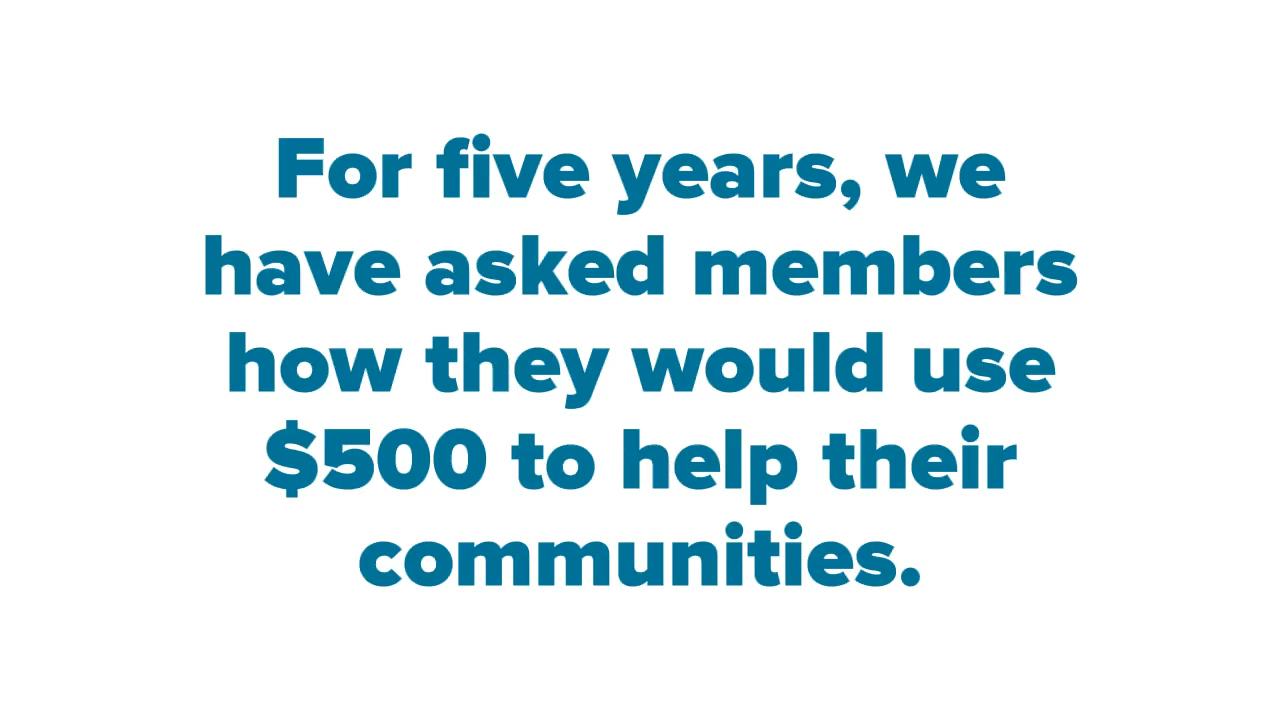 For five years, we
have asked members
how they would use
$500 to help their
communities.